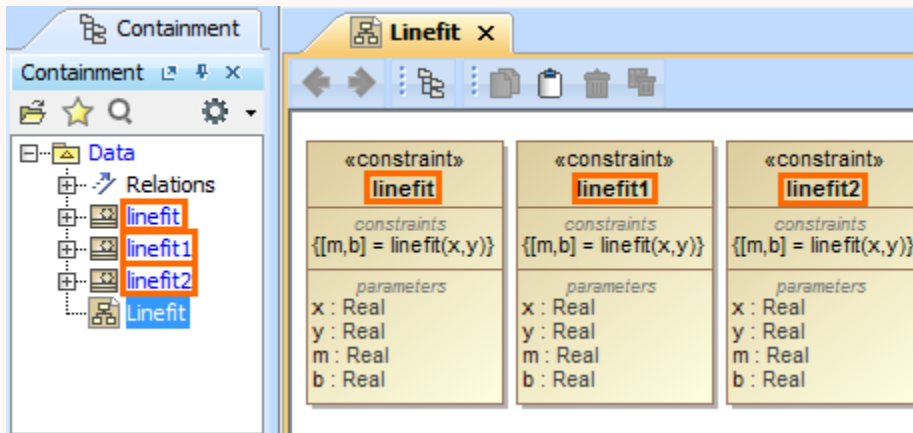 Containment
Containment
Data
Relations
linefit
linefit1
linefit2
Linefit
Linefit
«constraint»
linefit
constraints
{[m,b] = linefit(x,y)}
parameters
x : Real
y : Real
m : Real
b : Real
«constraint»
linefit1
constraints
{[m,b] = linefit(x,y)}
parameters
x : Real
y : Real
m : Real
b : Real
«constraint»
linefit2
constraints
{[m,b] = linefit(x,y)}
parameters
x : Real
y : Real
m : Real
b : Real